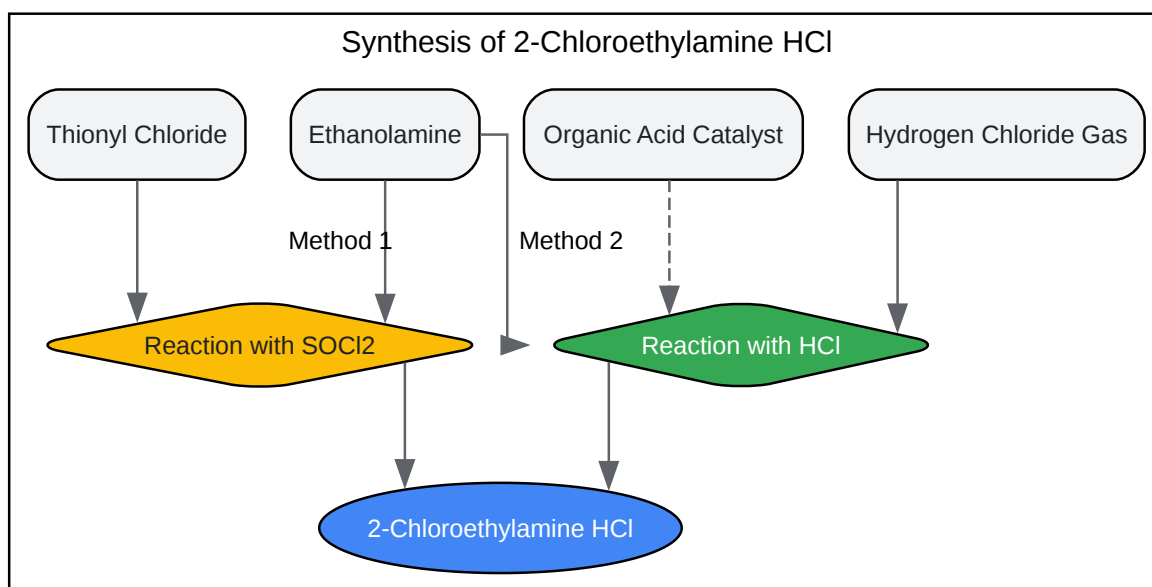 Synthesis of 2-Chloroethylamine HCl
Thionyl Chloride
Ethanolamine
Organic Acid Catalyst
Hydrogen Chloride Gas
Method 1
Method 2
Reaction with SOCl2
Reaction with HCl
2-Chloroethylamine HCl